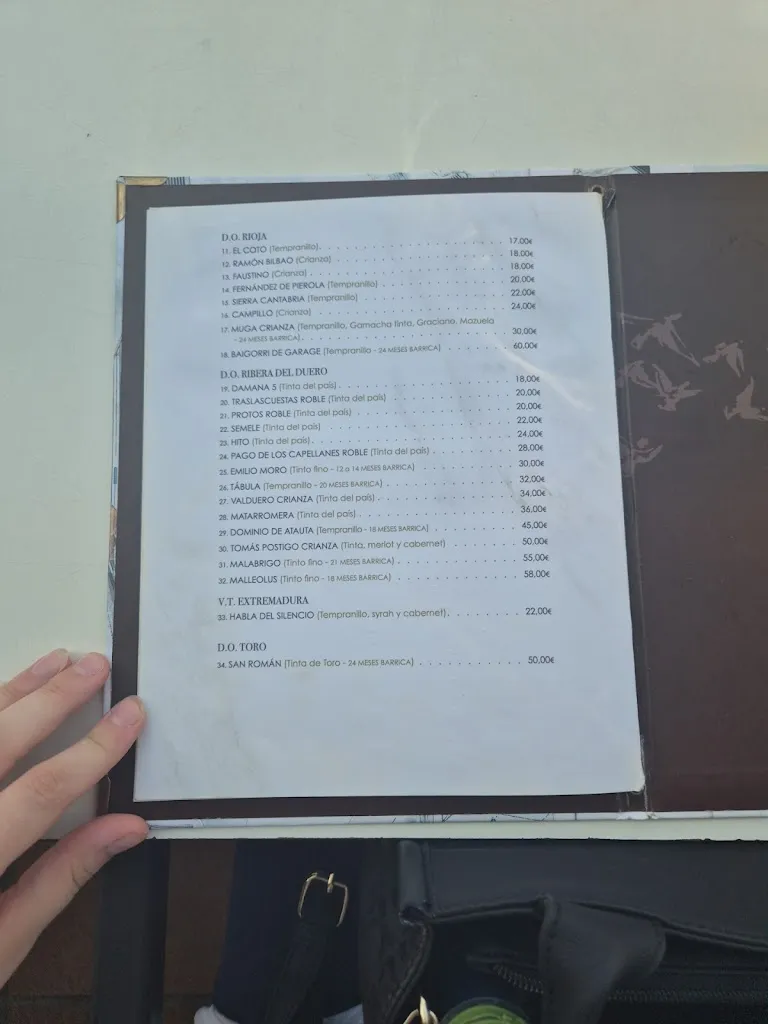 D.O. RIOJA
11. EL COTO (Tempranillo). . . . . . . . . . . . . . . . . . . . 17,00€
12. RAMÓN BILBAO (Crianza) . . . . . . . . . . . . . . . . . . . . 18,00€
13. FAUSTINO (Crianza) . . . . . . . . . . . . . . . . . . . . 18,00€
14. FERNÁNDEZ DE PIEROLA (Tempranillo) . . . . . . . . . . . . . . . 20,00€
15. SIERRA CANTABRIA (Tempranillo) . . . . . . . . . . . . . . . . 22,00€
16. CAMPILLO (Crianza) . . . . . . . . . . . . . . . . . . . . 24,00€
17. MUGA CRIANZA (Tempranillo, Garnacha tinta, Graciano, Mazuela
- 24 MESES BARRICA). . . . . . . . . . . . . . . . . . . . 30,00€
18. BAIGORRI DE GARAGE (Tempranillo - 24 MESES BARRICA) . . . . . . . . 60,00€
D.O. RIBERA DEL DUERO
19. DAMANA 5 (Tinta del país) . . . . . . . . . . . . . . . . . . 18,00€
20. TRASLASCUESTAS ROBLE (Tinta del país) . . . . . . . . . . . . . . 20,00€
21. PROTOS ROBLE (Tinta del país) . . . . . . . . . . . . . . . . . 20,00€
22. SEMELE (Tinta del país) . . . . . . . . . . . . . . . . . . . 22,00€
23. HITO (Tinta del país). . . . . . . . . . . . . . . . . . . . 24,00€
24. PAGO DE LOS CAPELLANES ROBLE (Tinta del país) . . . . . . . . . . 28,00€
25. EMILIO MORO (Tinto fino - 12 a 14 MESES BARRICA) . . . . . . . . . . 30,00€
26. TÁBULA (Tempranillo - 20 MESES BARRICA) . . . . . . . . . . . . . 32,00€
27. VALDUERO CRIANZA (Tinta del país) . . . . . . . . . . . . . . . 34,00€
28. MATARROMERA (Tinta del país). . . . . . . . . . . . . . . . . 36,00€
29. DOMINIO DE ATAUTA (Tempranillo - 18 MESES BARRICA) . . . . . . . . . 45,00€
30. TOMÁS POSTIGO CRIANZA (Tinta, merlot y cabernet) . . . . . . . . 50,00€
31. MALABRIGO (Tinto fino - 21 MESES BARRICA) . . . . . . . . . . . . 55,00€
32. MALLEOLUS (Tinto fino - 18 MESES BARRICA) . . . . . . . . . . . . 58,00€
V.T. EXTREMADURA
33. HABLA DEL SILENCIO (Tempranillo, syrah y cabernet). . . . . . . . 22,00€
D.O. TORO
34. SAN ROMÁN (Tinta de Toro - 24 MESES BARRICA) . . . . . . . . . . . 50,00€